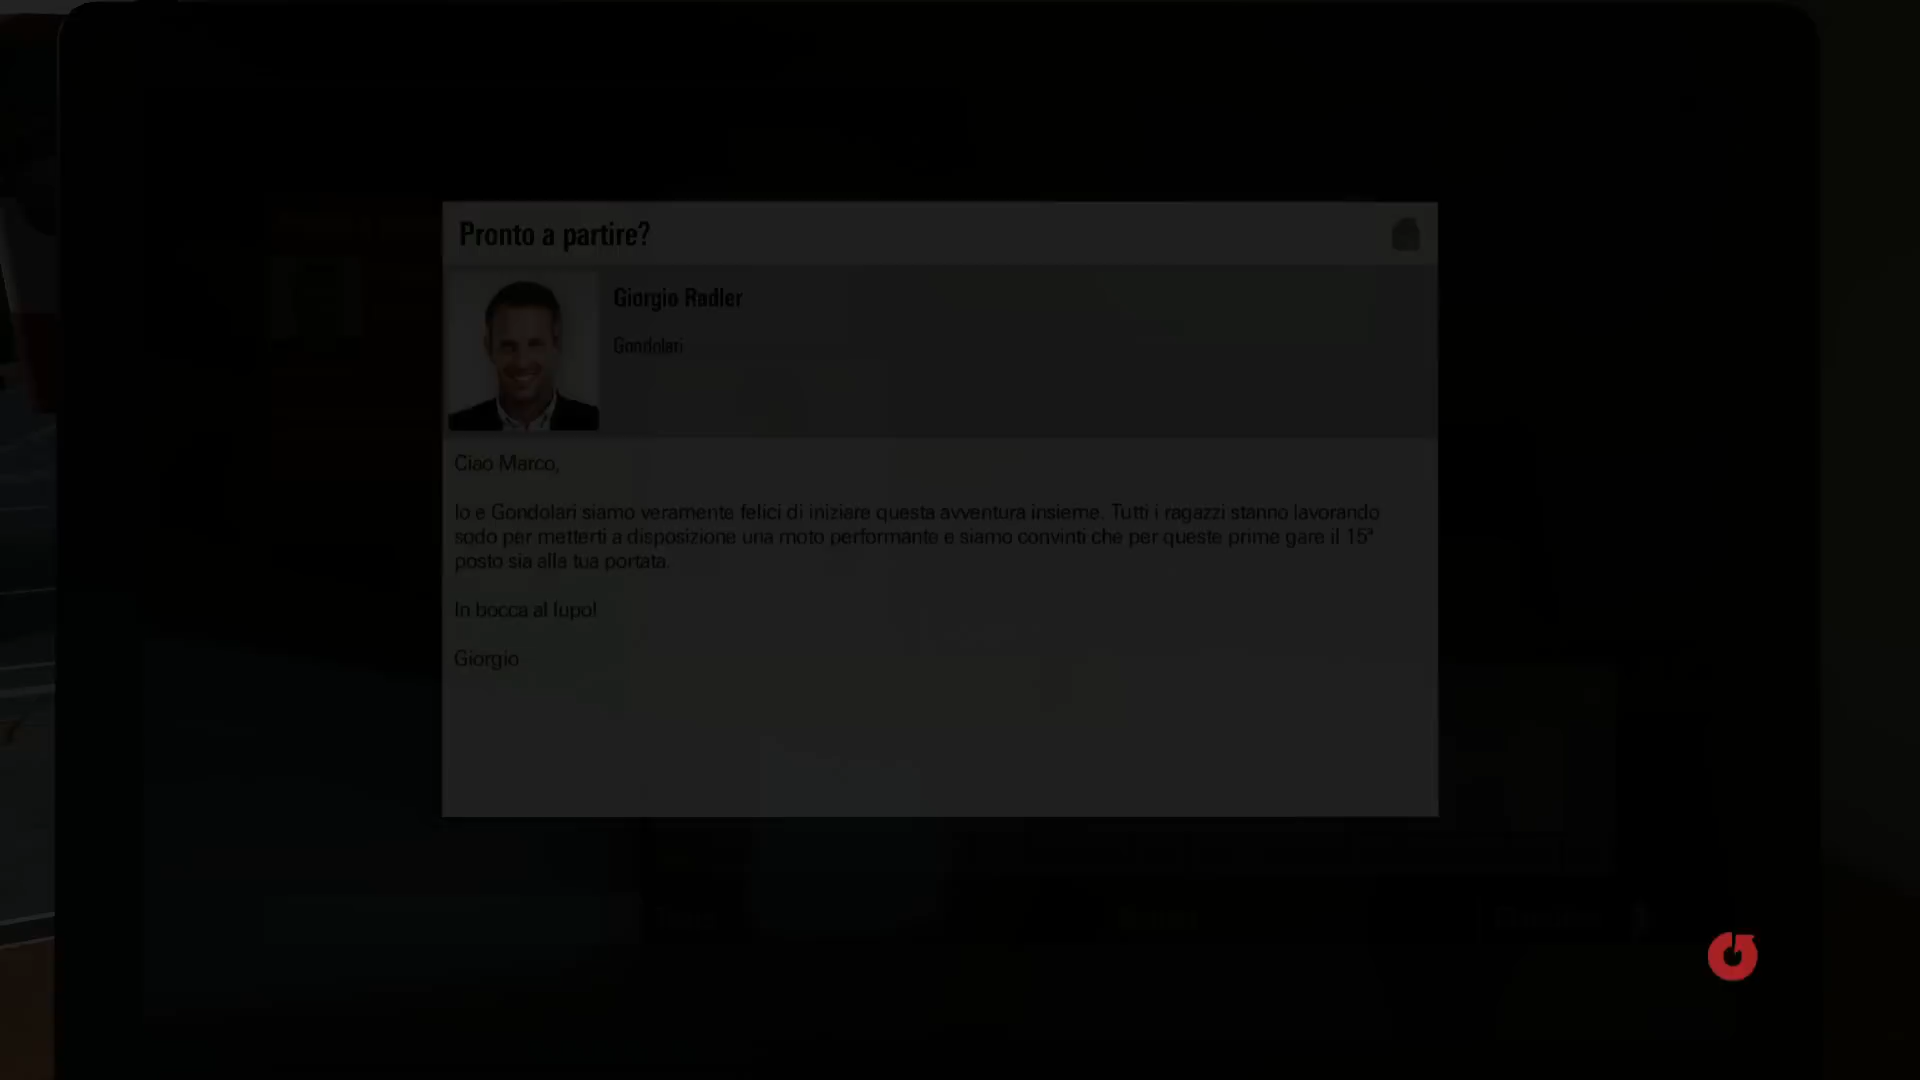 Pronto a partire?
Giorgio Radler
Gondolari
Ciao Marco,
Io e Gondolari siamo veramente felici di iniziare questa avventura insieme. Tutti i ragazzi stanno lavorando
sodo per metterti a disposizione una moto performante e siamo convinti che per queste prime gare il 15°
posto sia alla tua portata.
In bocca al lupo!
Giorgio